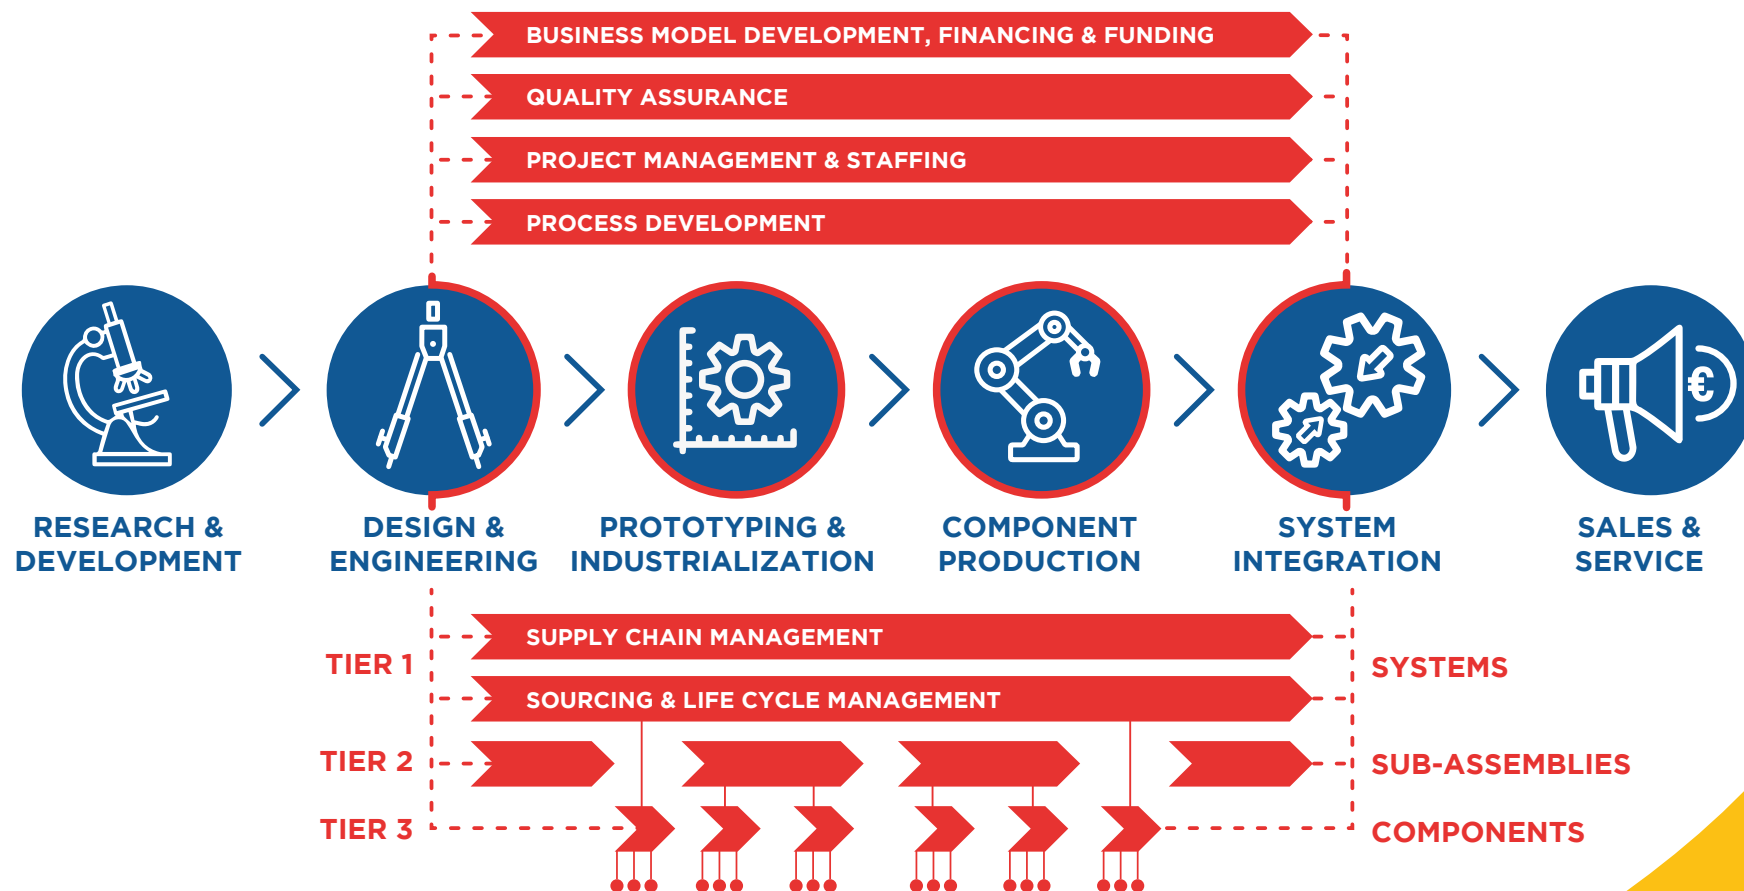 BUSINESS MODEL DEVELOPMENT, FINANCING & FUNDING
QUALITY ASSURANCE
PROJECT MANAGEMENT & STAFFING
PROCESS DEVELOPMENT
€
RESEARCH &
DEVELOPMENT
DESIGN &
ENGINEERING
PROTOTYPING &
INDUSTRIALIZATION
COMPONENT
PRODUCTION
SYSTEM
INTEGRATION
SALES &
SERVICE
TIER 1
SUPPLY CHAIN MANAGEMENT
SOURCING & LIFE CYCLE MANAGEMENT
SYSTEMS
TIER 2
SUB-ASSEMBLIES
TIER 3
COMPONENTS